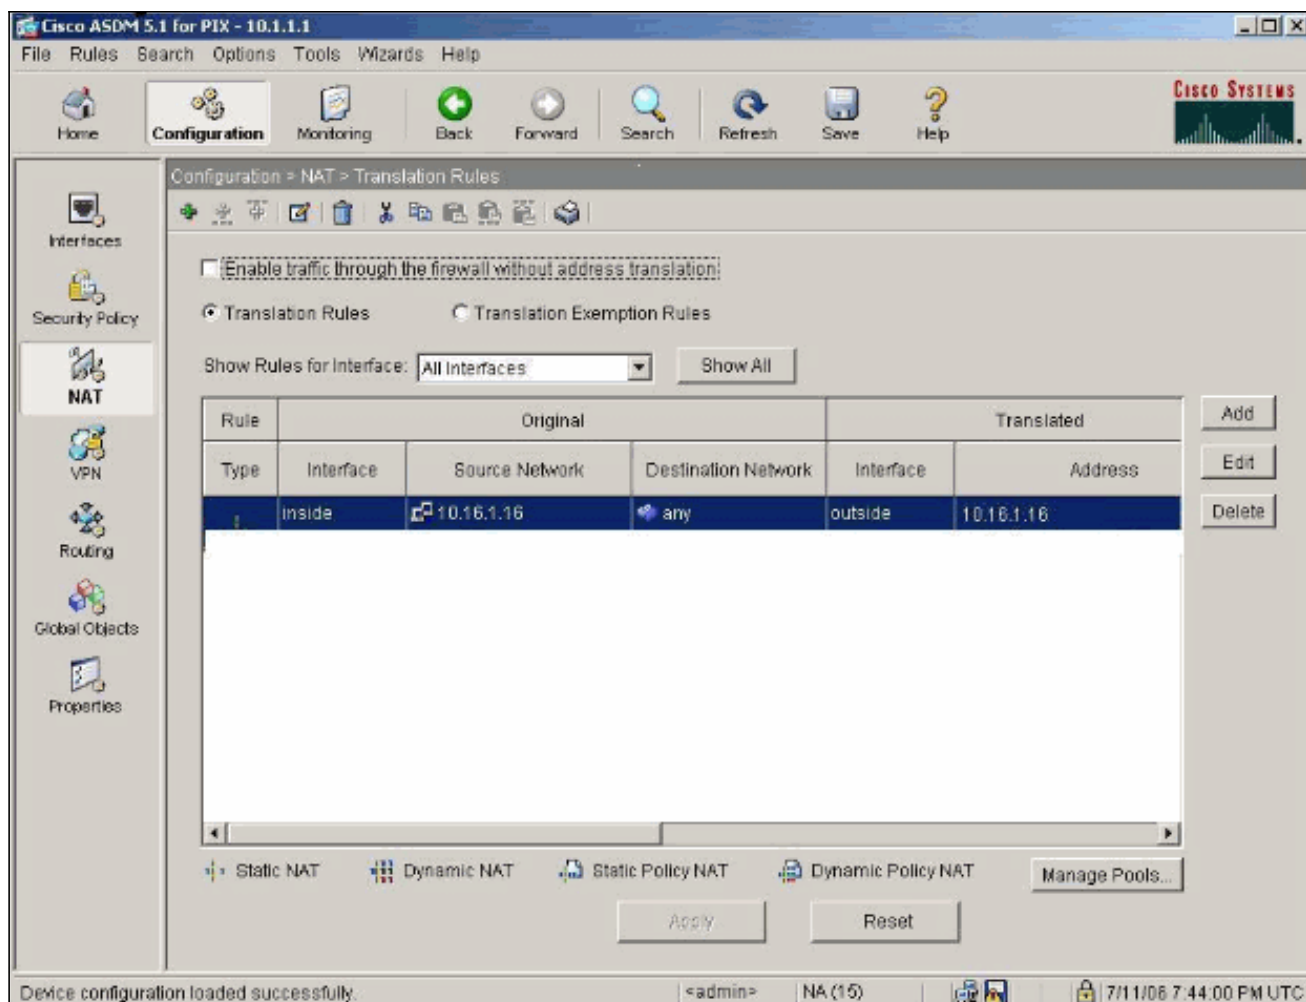 Cisco ASDM 5.1 for PIX - 10.1.1.1
File Rules Search Options Tools Wizards Help
Home Configuration Monitoring Back Forward Search Refresh Save Help
CISCO SYSTEMS
Configuration > NAT > Translation Rules
Interfaces
Security Policy
NAT
VPN
Routing
Global Objects
Properties
Enable traffic through the firewall without address translation
Translation Rules Translation Exemption Rules
Show Rules for Interface: All Interfaces Show All
Rule Original Translated
Type Interface Source Network Destination Network Interface Address
inside 10.16.1.16 any outside 10.16.1.16
Add
Edit
Delete
Static NAT Dynamic NAT Static Policy NAT Dynamic Policy NAT Manage Pools...
Apply Reset
Device configuration loaded successfully. <admin> NA (15) 7/11/06 7:44:00 PM UTC